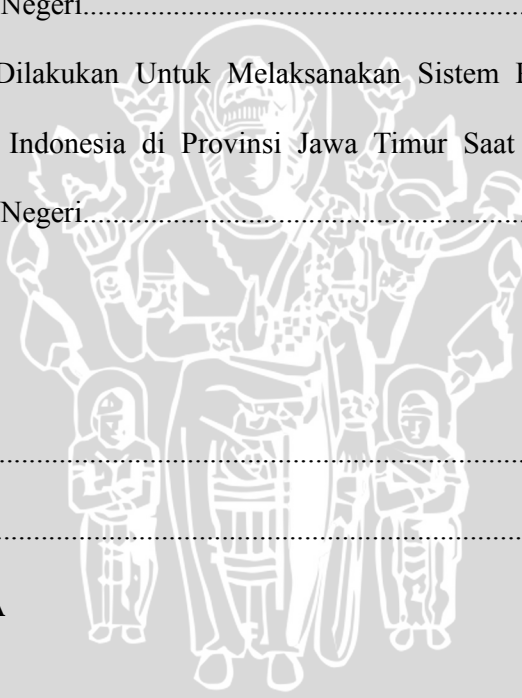 Negeri...............................................................
Dilakukan Untuk Melaksanakan Sistem
Indonesia di Provinsi Jawa Timur Saat
Negeri...............................................................
...............................................................
...............................................................
A